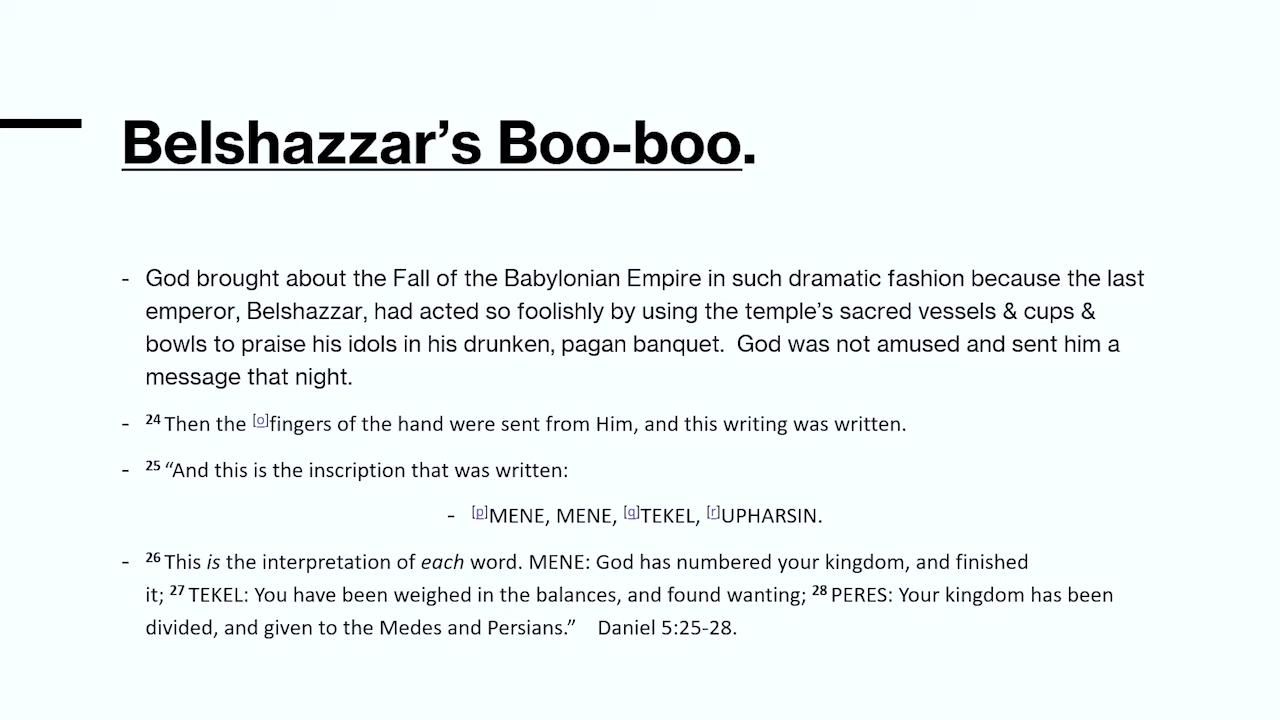 Belshazzar’s Boo-boo.
- God brought about the Fall of the Babylonian Empire in such dramatic fashion because the last
emperor, Belshazzar, had acted so foolishly by using the temple’s sacred vessels & cups &
bowls to praise his idols in his drunken, pagan banquet.  God was not amused and sent him a
message that night.
- 24 Then the [o]fingers of the hand were sent from Him, and this writing was written.
- 25 “And this is the inscription that was written:
- [p]MENE, MENE, [q]TEKEL, [r]UPHARSIN.
- 26 This is the interpretation of each word. MENE: God has numbered your kingdom, and finished
it; 27 TEKEL: You have been weighed in the balances, and found wanting; 28 PERES: Your kingdom has been
divided, and given to the Medes and Persians.”    Daniel 5:25-28.